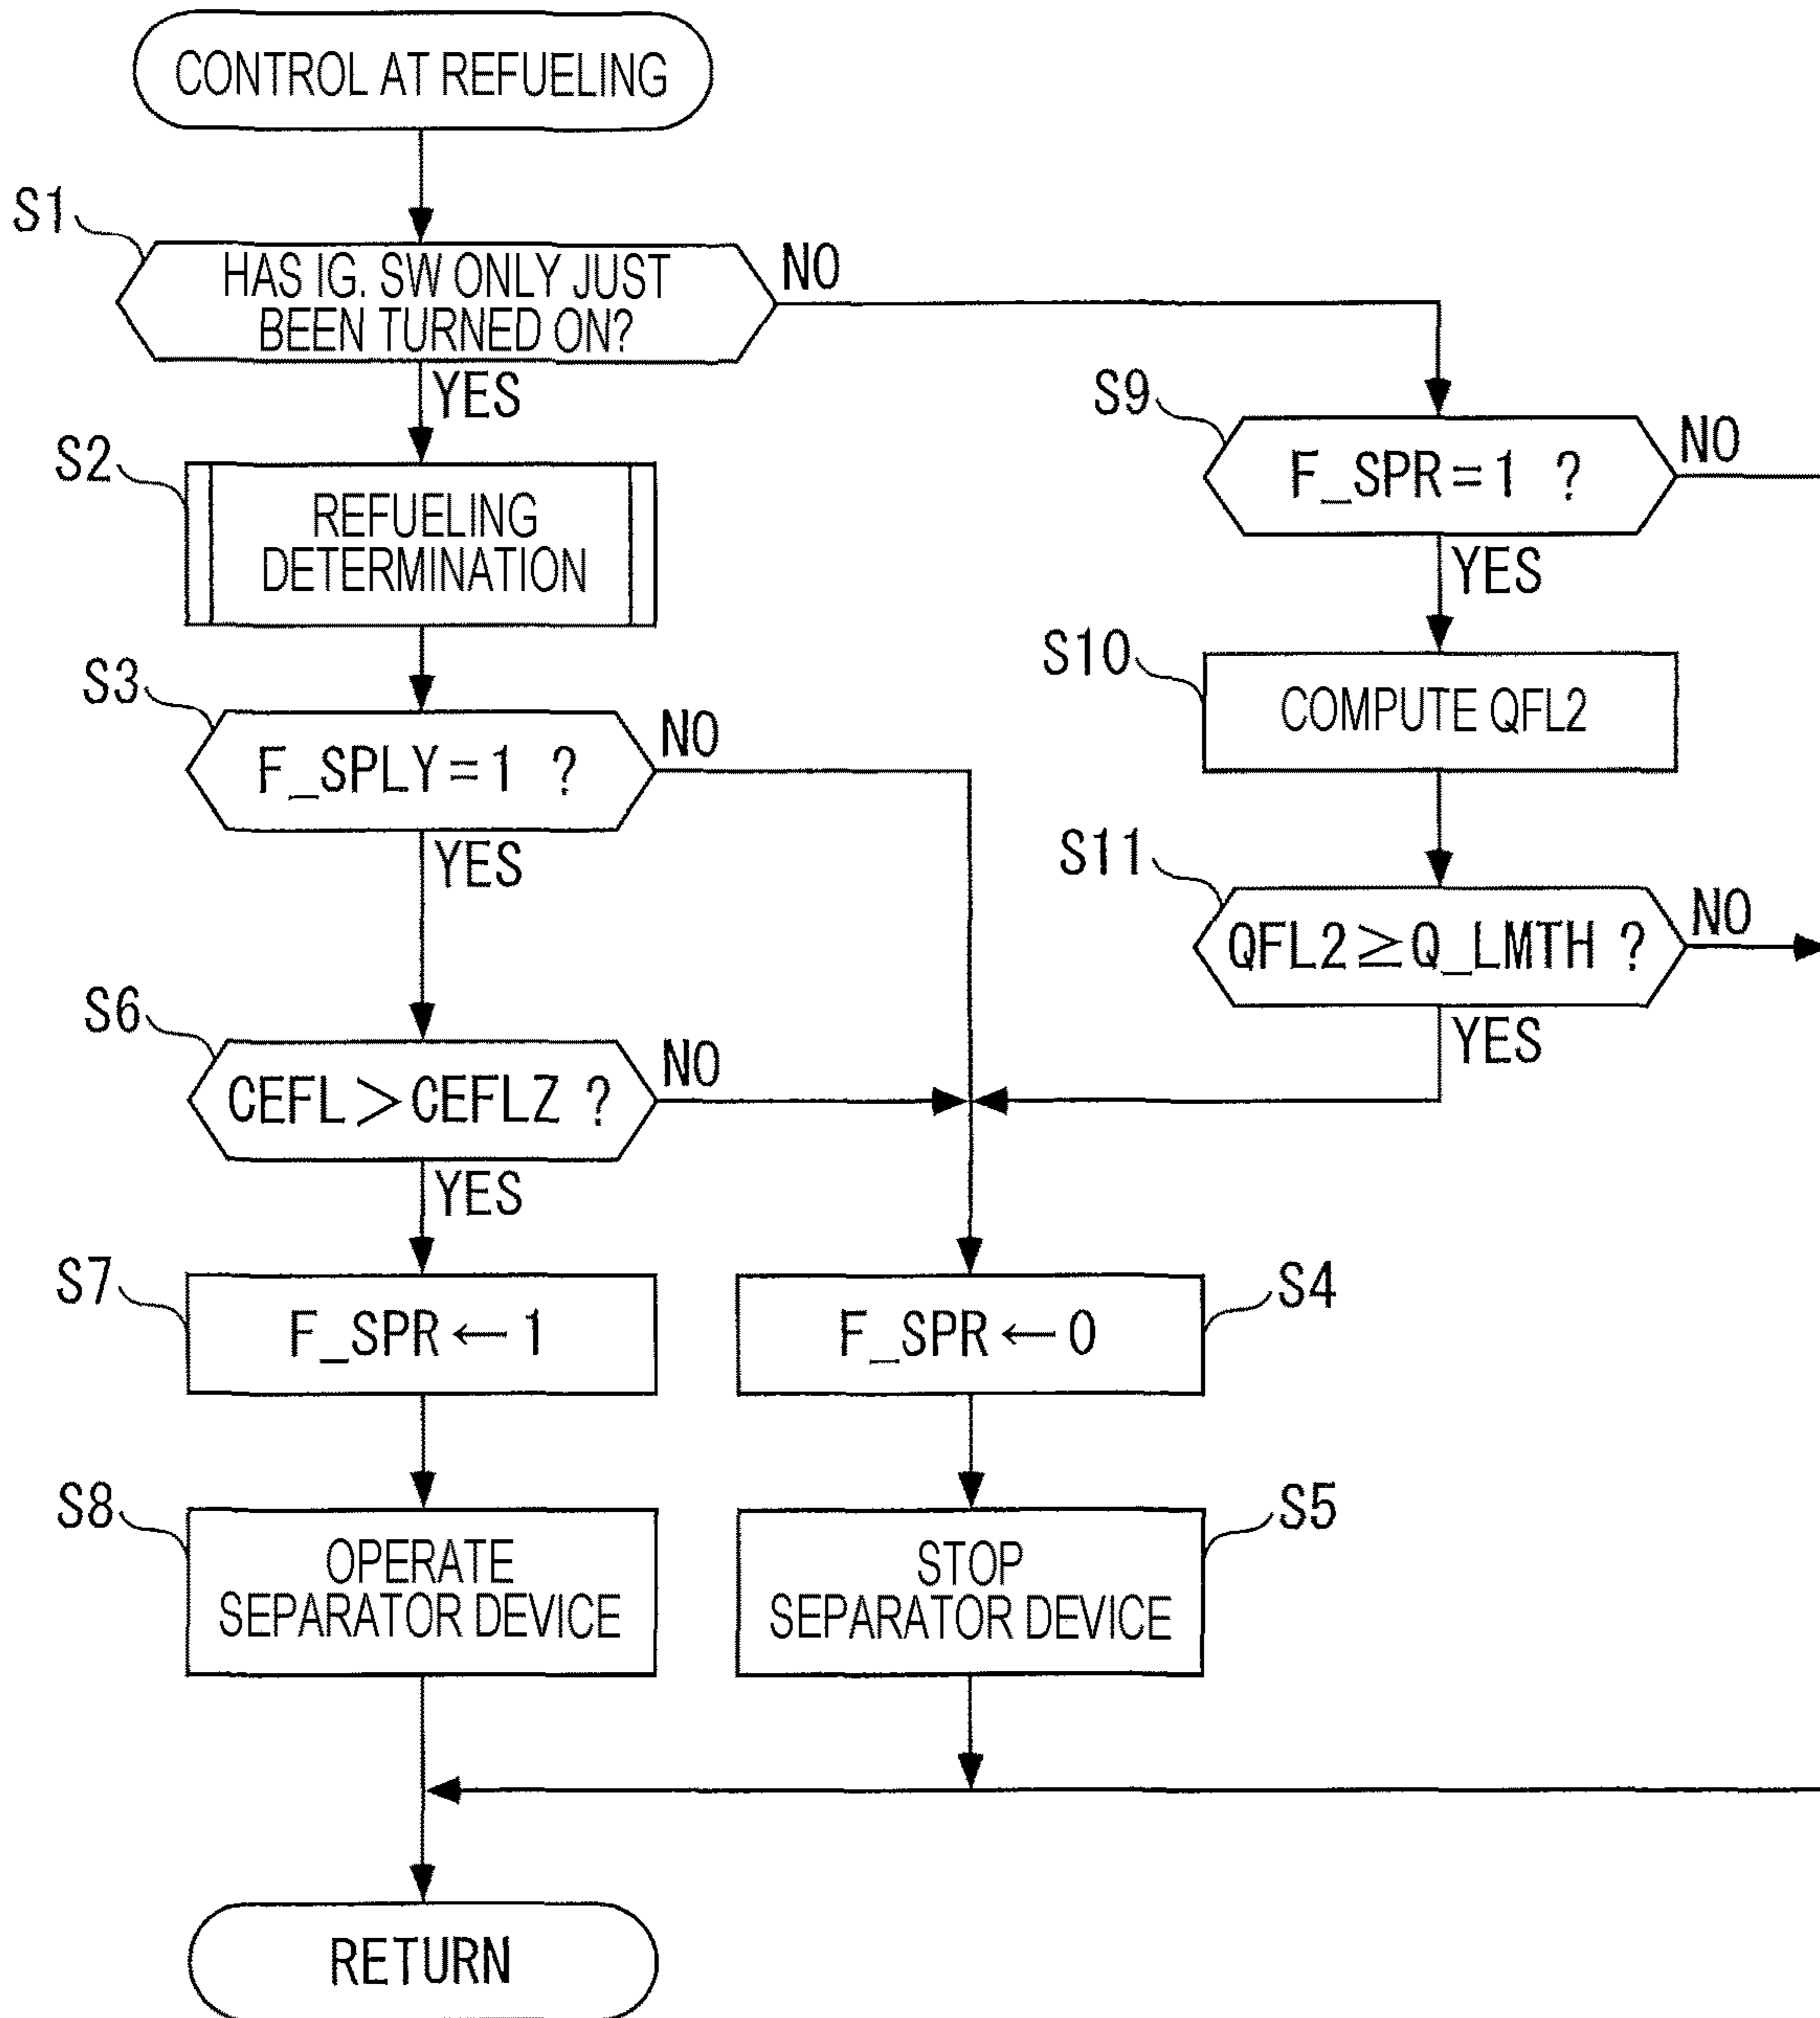 CONTROL AT REFUELING
S1
HAS IG. SW ONLY JUST
BEEN TURNED ON?
NO
YES
S2
REFUELING
DETERMINATION
S3
F_SPLY=1 ?
NO
YES
S6
CEFL>CEFLZ ?
NO
YES
S7
F_SPR←1
S8
OPERATE
SEPARATOR DEVICE
S4
F_SPR←0
S5
STOP
SEPARATOR DEVICE
S9
F_SPR=1 ?
NO
YES
S10
COMPUTE QFL2
S11
QFL2≥Q_LMTH ?
NO
YES
RETURN